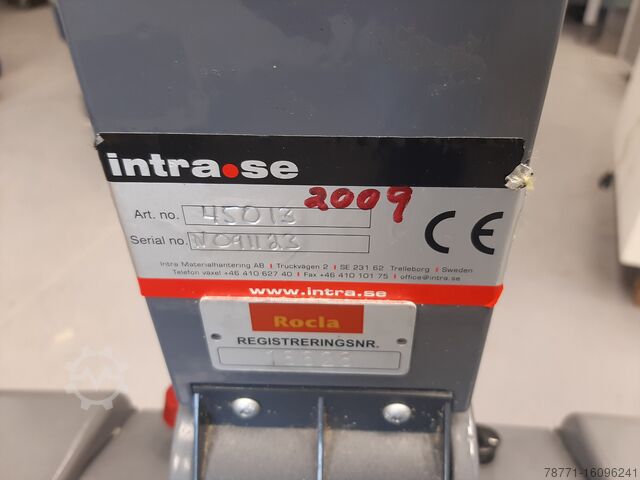 intra.se
2009
Art. no. 45013
Serial no. N091123
CE
Intra Materialhantering AB I Truckvägen 2 I SE 231 62 Trelleborg I Sweden
Telefon växel +46 410 627 40 I Fax +46 410 101 75 I office@intra.se
www.intra.se
Rocla
REGISTRERINGSNR.
M
78771-16096241